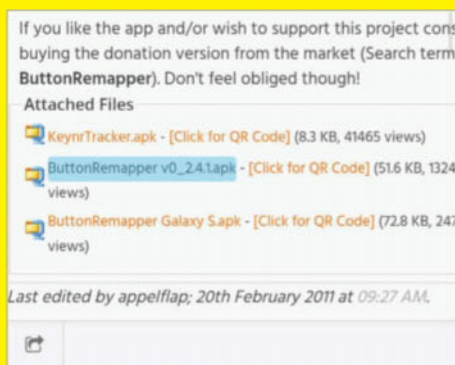 If you like the app and/or wish to support this project cons
buying the donation version from the market (Search term
ButtonRemapper). Don't feel obliged though!
Attached Files
KeynrTracker.apk - [Click for QR Code] (8.3 KB, 41465 views)
ButtonRemapper v0_2.4.1.apk - [Click for QR Code] (51.6 KB, 1324
views)
ButtonRemapper Galaxy S.apk - [Click for QR Code] (72.8 KB, 247
views)
Last edited by appelflap; 20th February 2011 at 09:27 AM.